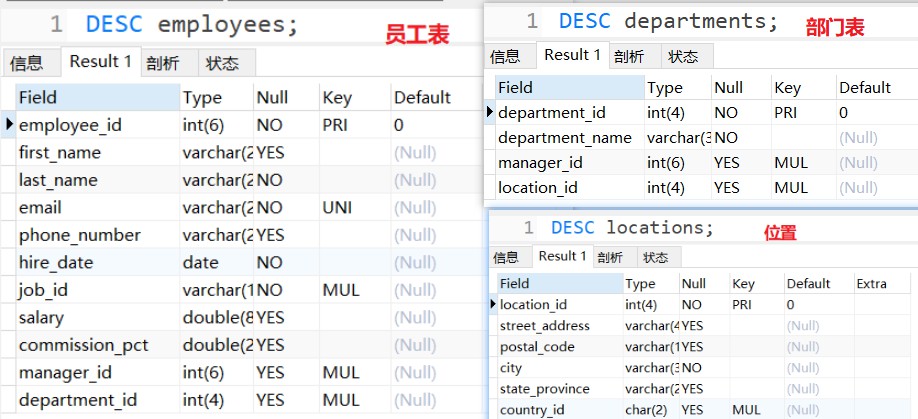 1 DESC employees;
员工表
信息 Result 1 剖析 状态
Field Type Null Key Default
employee_id int(6) NO PRI 0
first_name varchar(2 YES (Null)
last_name varchar(2 NO (Null)
email varchar(2 NO UNI (Null)
phone_number varchar(2 YES (Null)
hire_date date NO (Null)
job_id varchar(1 NO MUL (Null)
salary double(8 YES (Null)
commission_pct double(2 YES (Null)
manager_id int(6) YES MUL (Null)
department_id int(4) YES MUL (Null)
1 DESC departments;
部门表
信息 Result 1 剖析 状态
Field Type Null Key Default
department_id int(4) NO PRI 0
department_name varchar(3 NO (Null)
manager_id int(6) YES MUL (Null)
location_id int(4) YES MUL (Null)
1 DESC locations;
位置
信息 Result 1 剖析 状态
Field Type Null Key Default Extra
location_id int(4) NO PRI 0
street_address varchar(4 YES (Null)
postal_code varchar(1 YES (Null)
city varchar(3 NO (Null)
state_province varchar(2 YES (Null)
country_id char(2) YES MUL (Null)